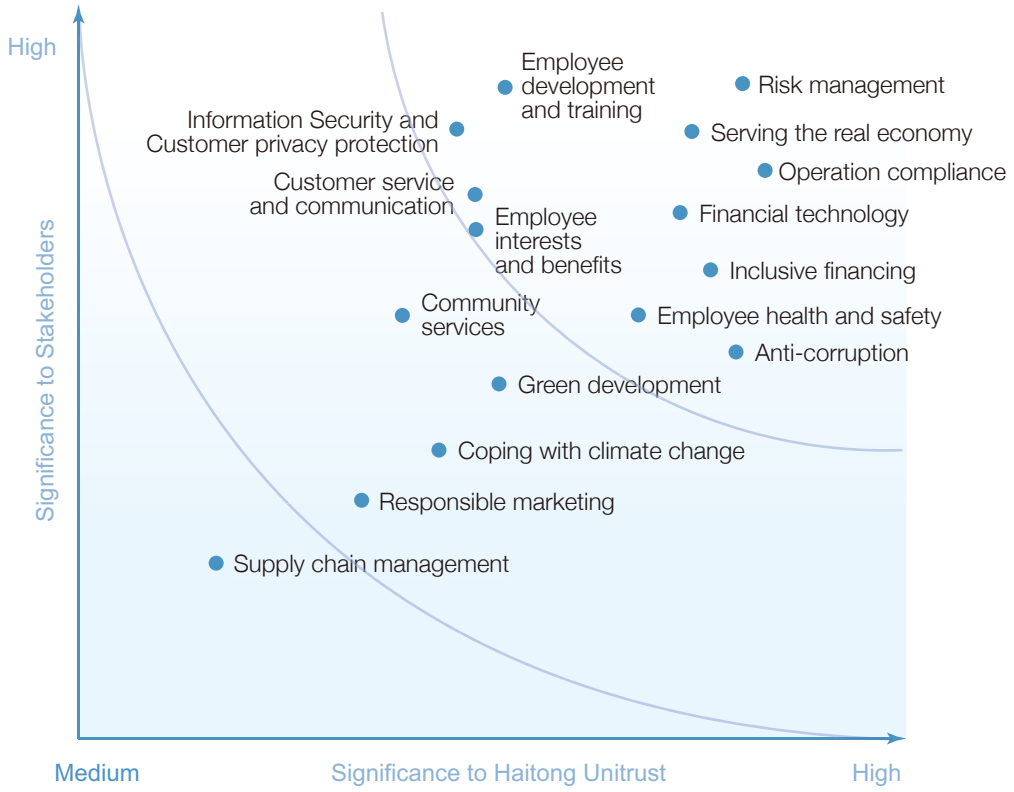 High
Employee
development
and training
Risk management
Information Security and
Customer privacy protection
Serving the real economy
Operation compliance
Customer service
and communication
Employee
interests
and benefits
Financial technology
Inclusive financing
Community
services
Employee health and safety
Anti-corruption
Green development
Coping with climate change
Responsible marketing
Supply chain management
Significance to Stakeholders
Medium
Significance to Haitong Unitrust
High